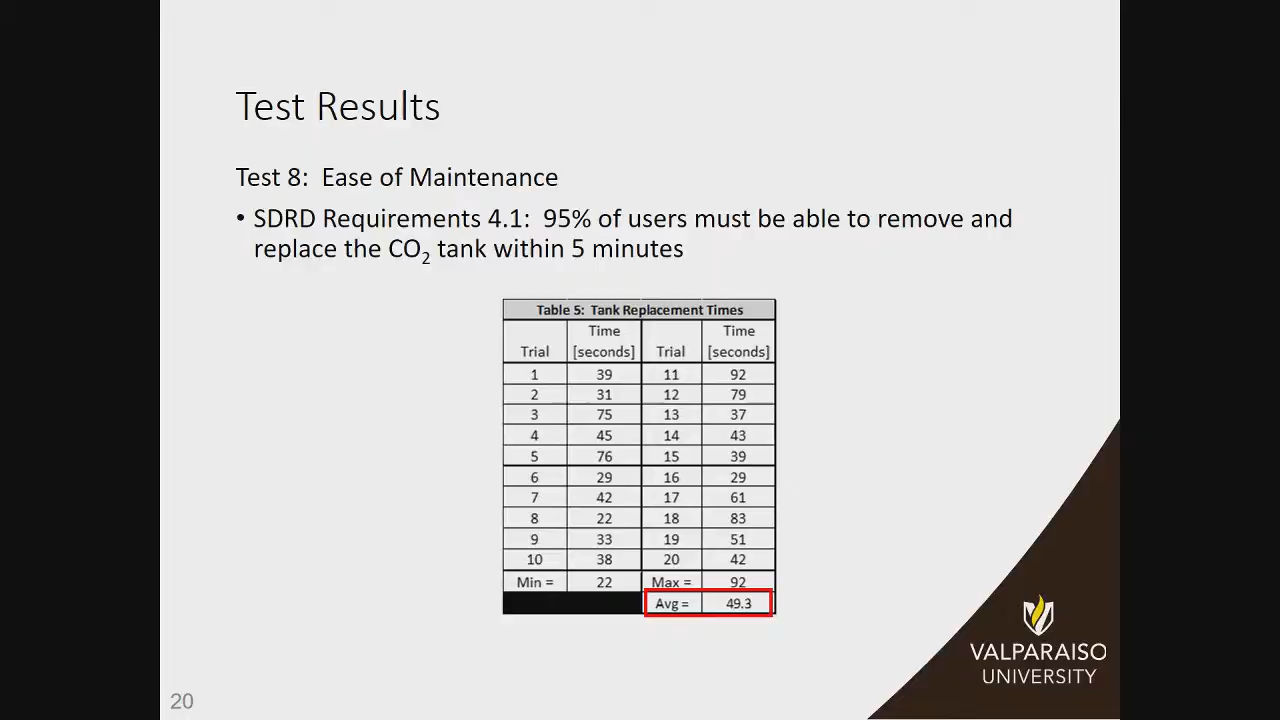 Test Results
Test 8: Ease of Maintenance
• SDRD Requirements 4.1: 95% of users must be able to remove and
replace the CO2 tank within 5 minutes
Table 5: Tank Replacement Times
Trial Time [seconds] Trial Time [seconds]
1 39 11 92
2 31 12 79
3 75 13 37
4 45 14 43
5 76 15 39
6 29 16 29
7 42 17 61
8 22 18 83
9 33 19 51
10 38 20 42
Min = 22 Max = 92
Avg = 49.3
VALPARAISO
UNIVERSITY
20